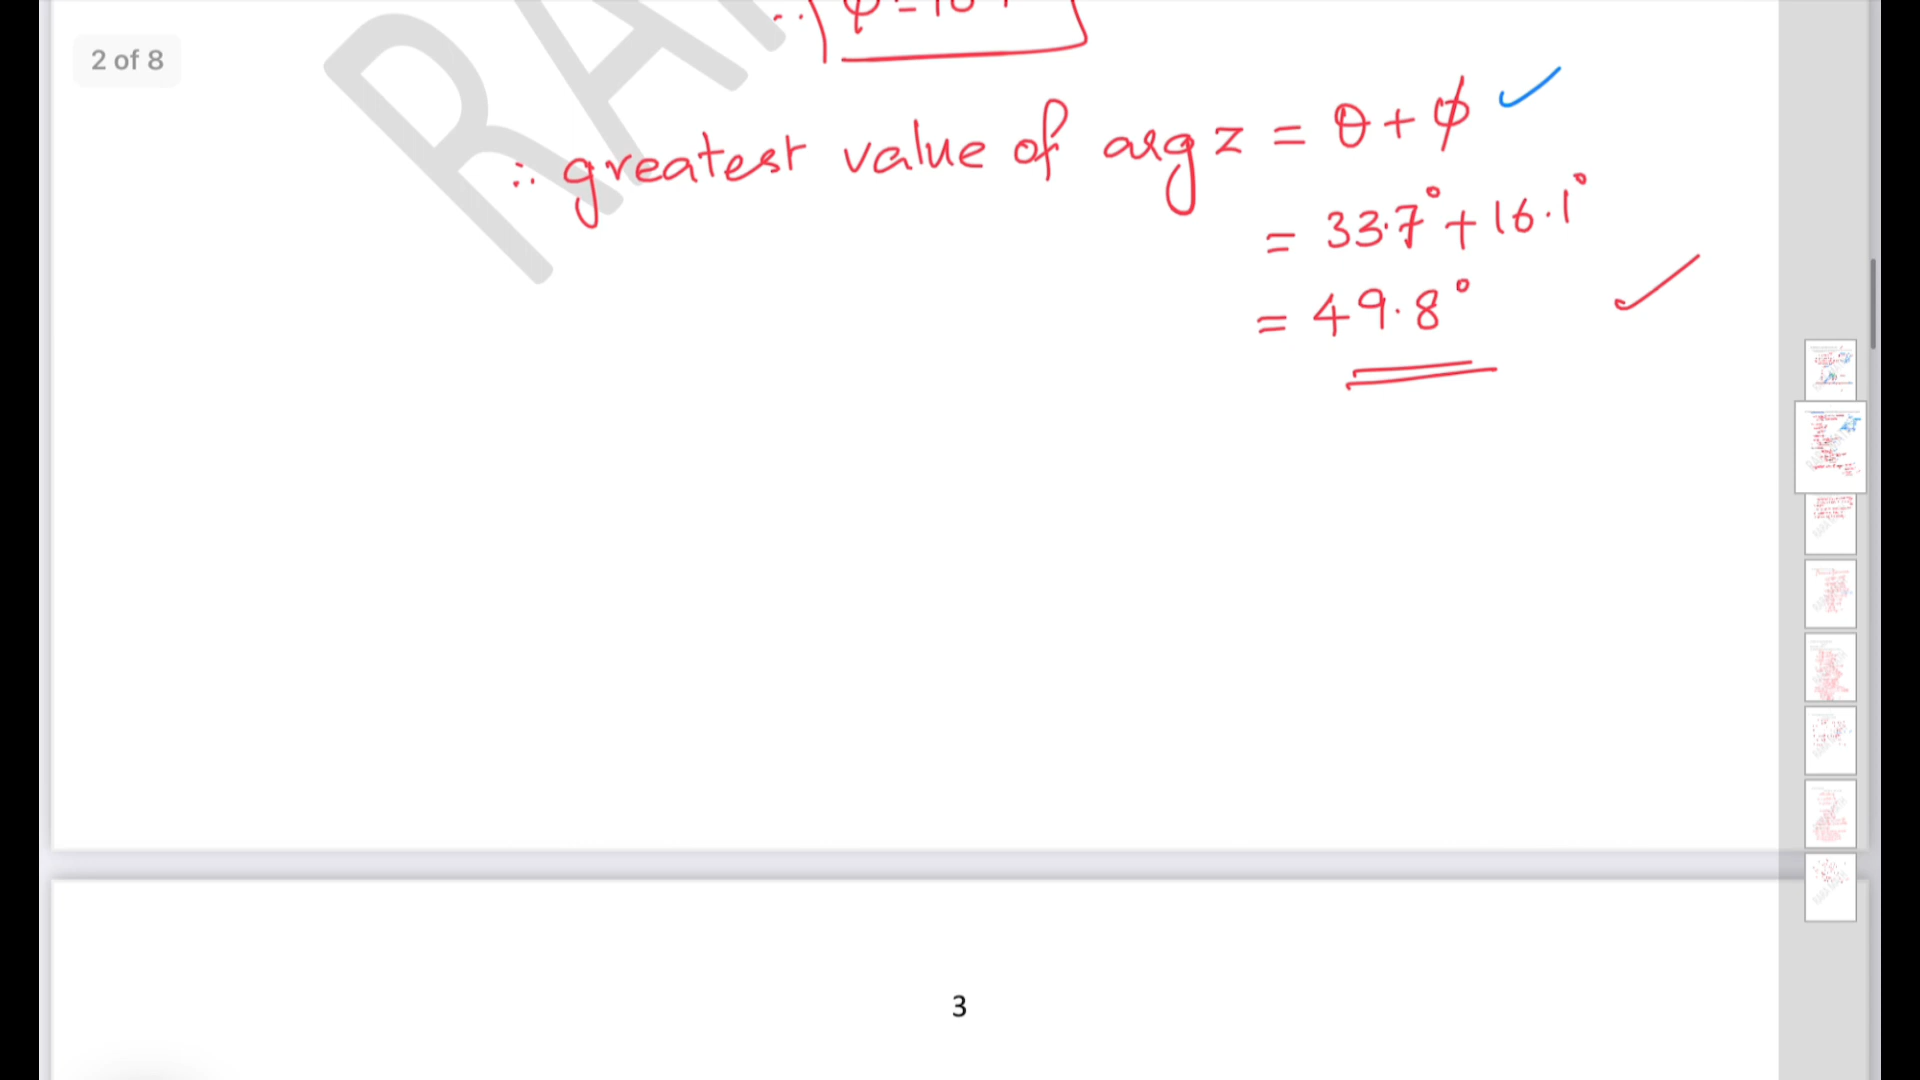 2 of 8
∴ greatest value of arg z = θ + ϕ
= 33.7° + 16.1°
= 49.8°
3